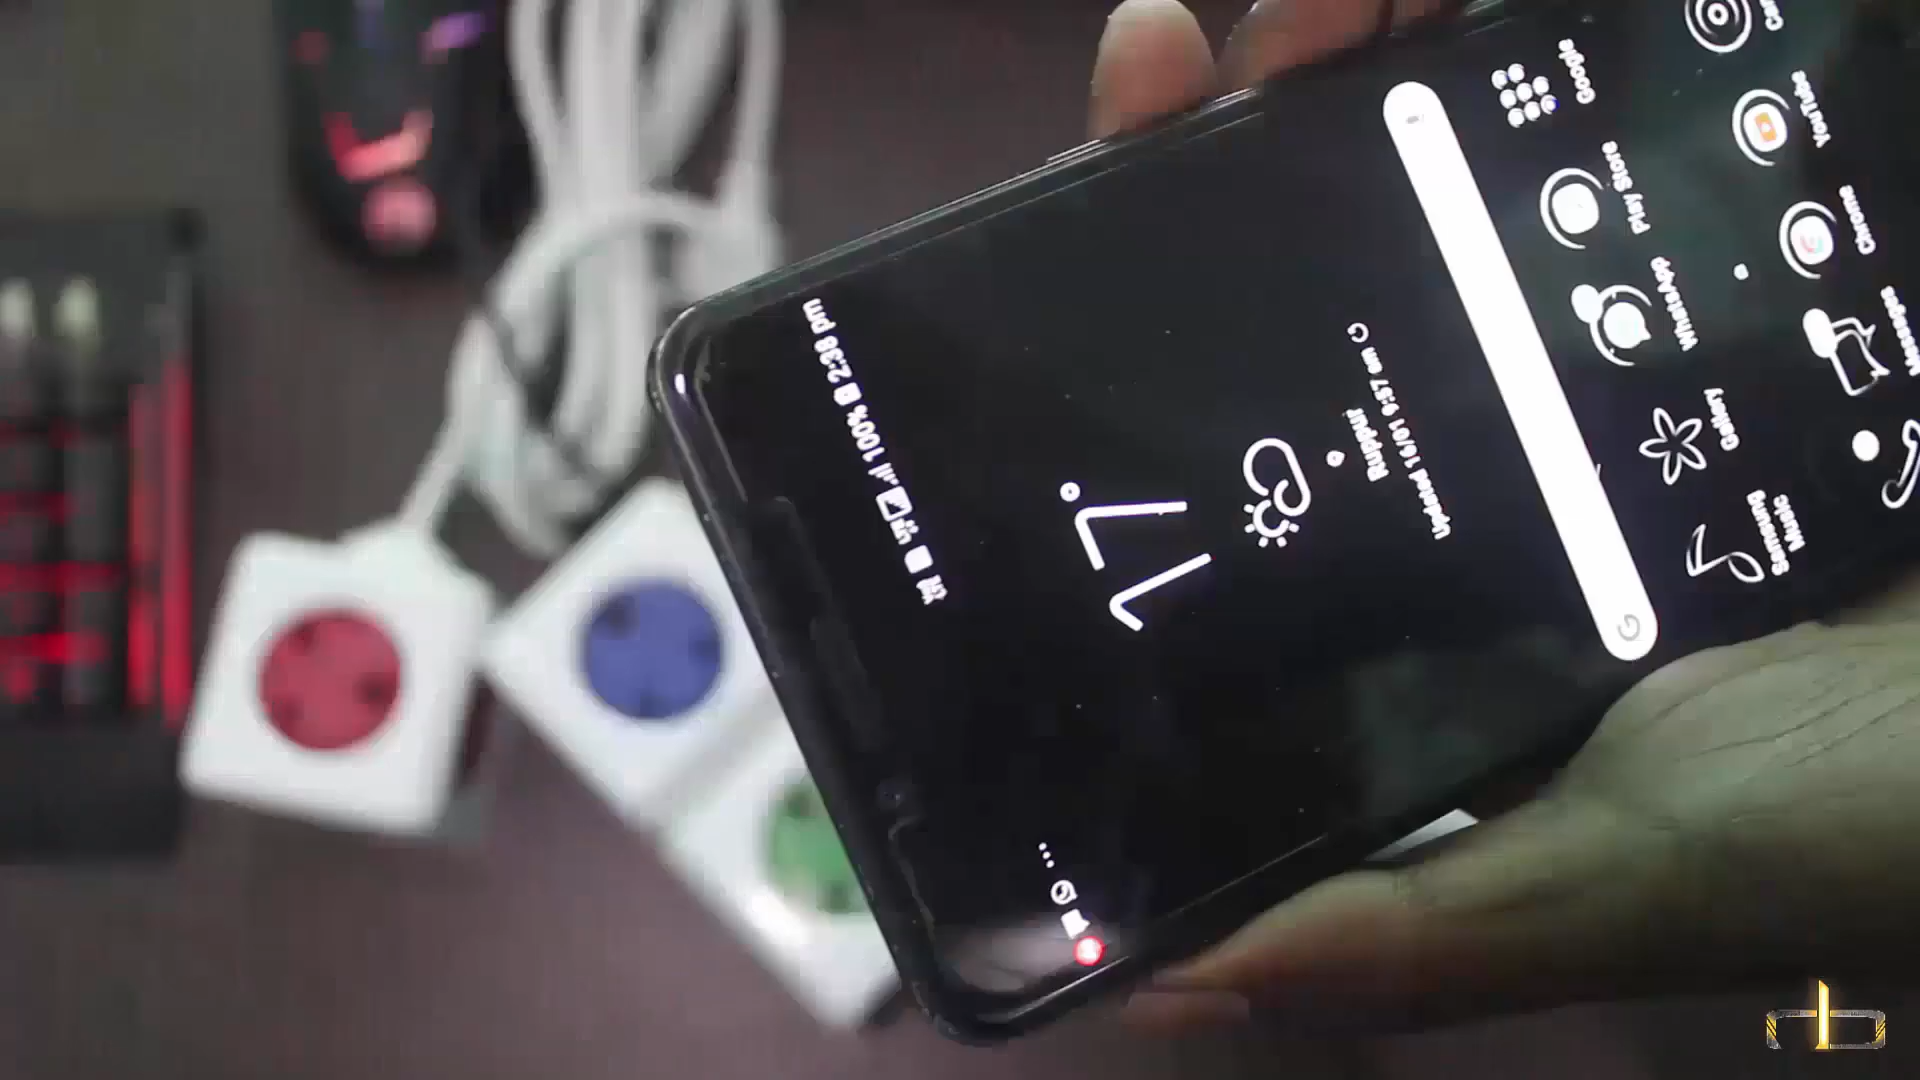 100% 2:38 pm
17°
Ruppur
Updated 16/01 9:57 am
G
Samsung Music
Gallery
WhatsApp
Play Store
Google
Messages
Chrome
YouTube